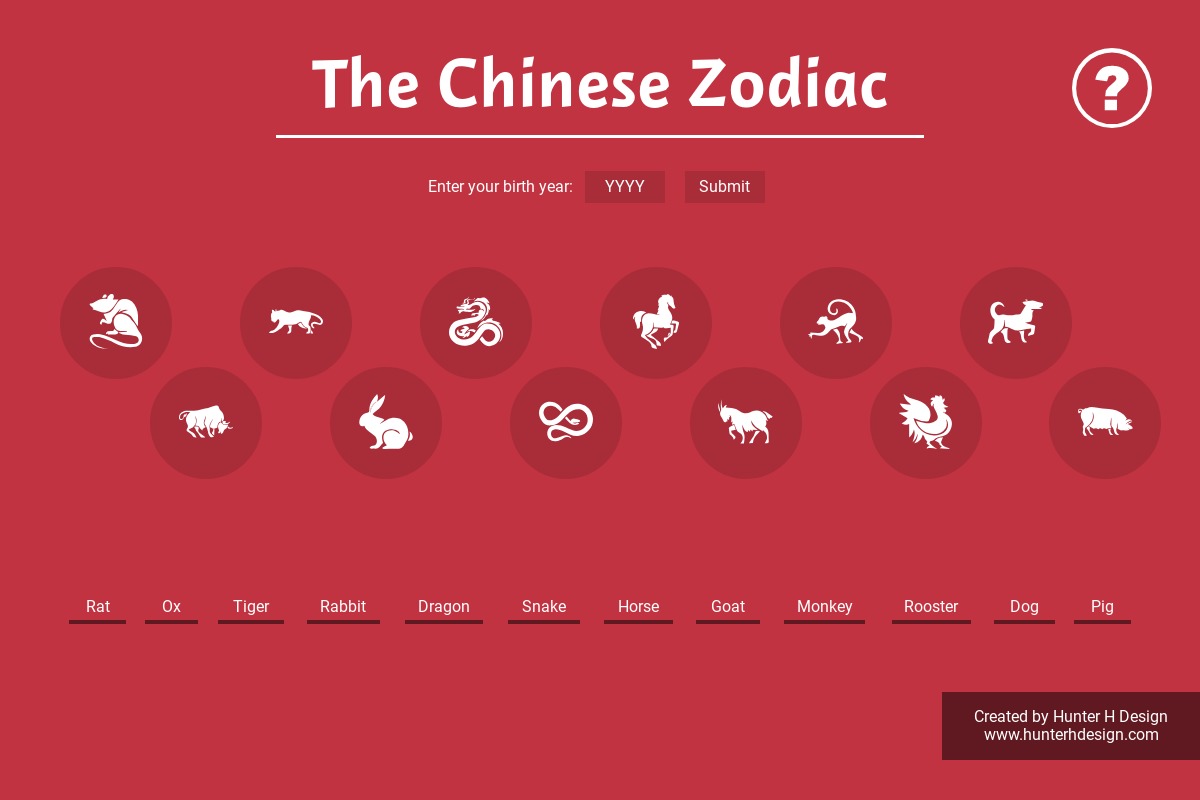 The Chinese Zodiac
?
Enter your birth year: YYYY Submit
Rat Ox Tiger Rabbit Dragon Snake Horse Goat Monkey Rooster Dog Pig
Created by Hunter H Design
www.hunterhdesign.com